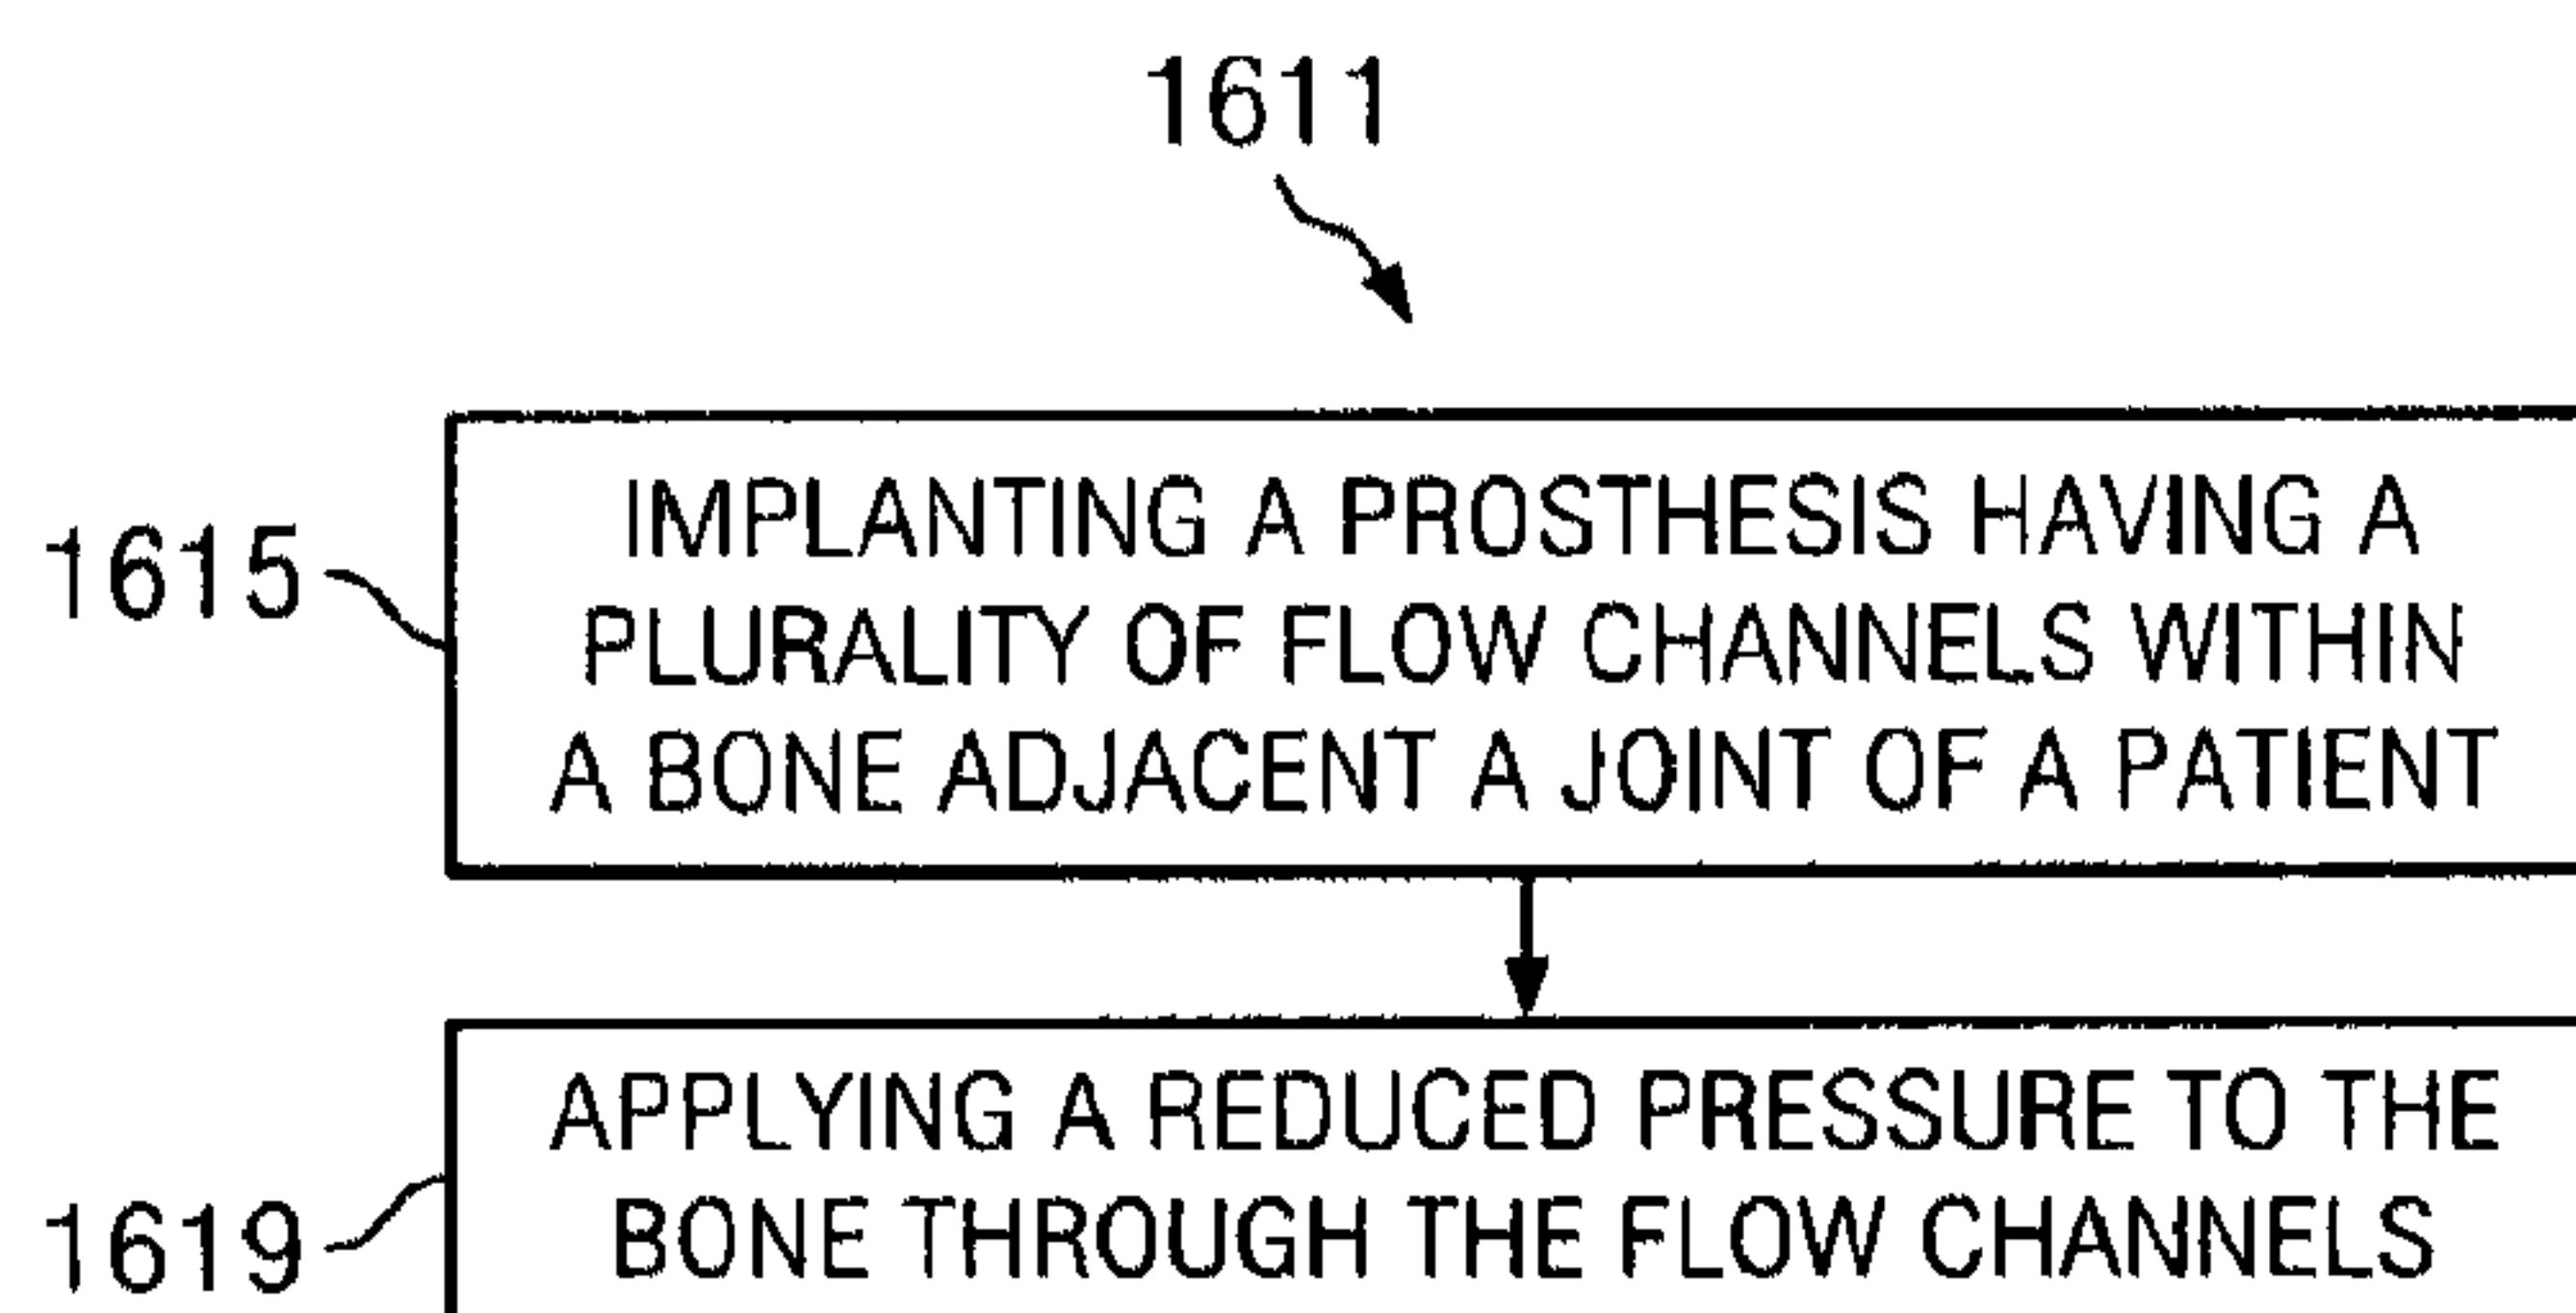 1611
1615
IMPLANTING A PROSTHESIS HAVING A
PLURALITY OF FLOW CHANNELS WITHIN
A BONE ADJACENT A JOINT OF A PATIENT
APPLYING A REDUCED PRESSURE TO THE
BONE THROUGH THE FLOW CHANNELS
1619